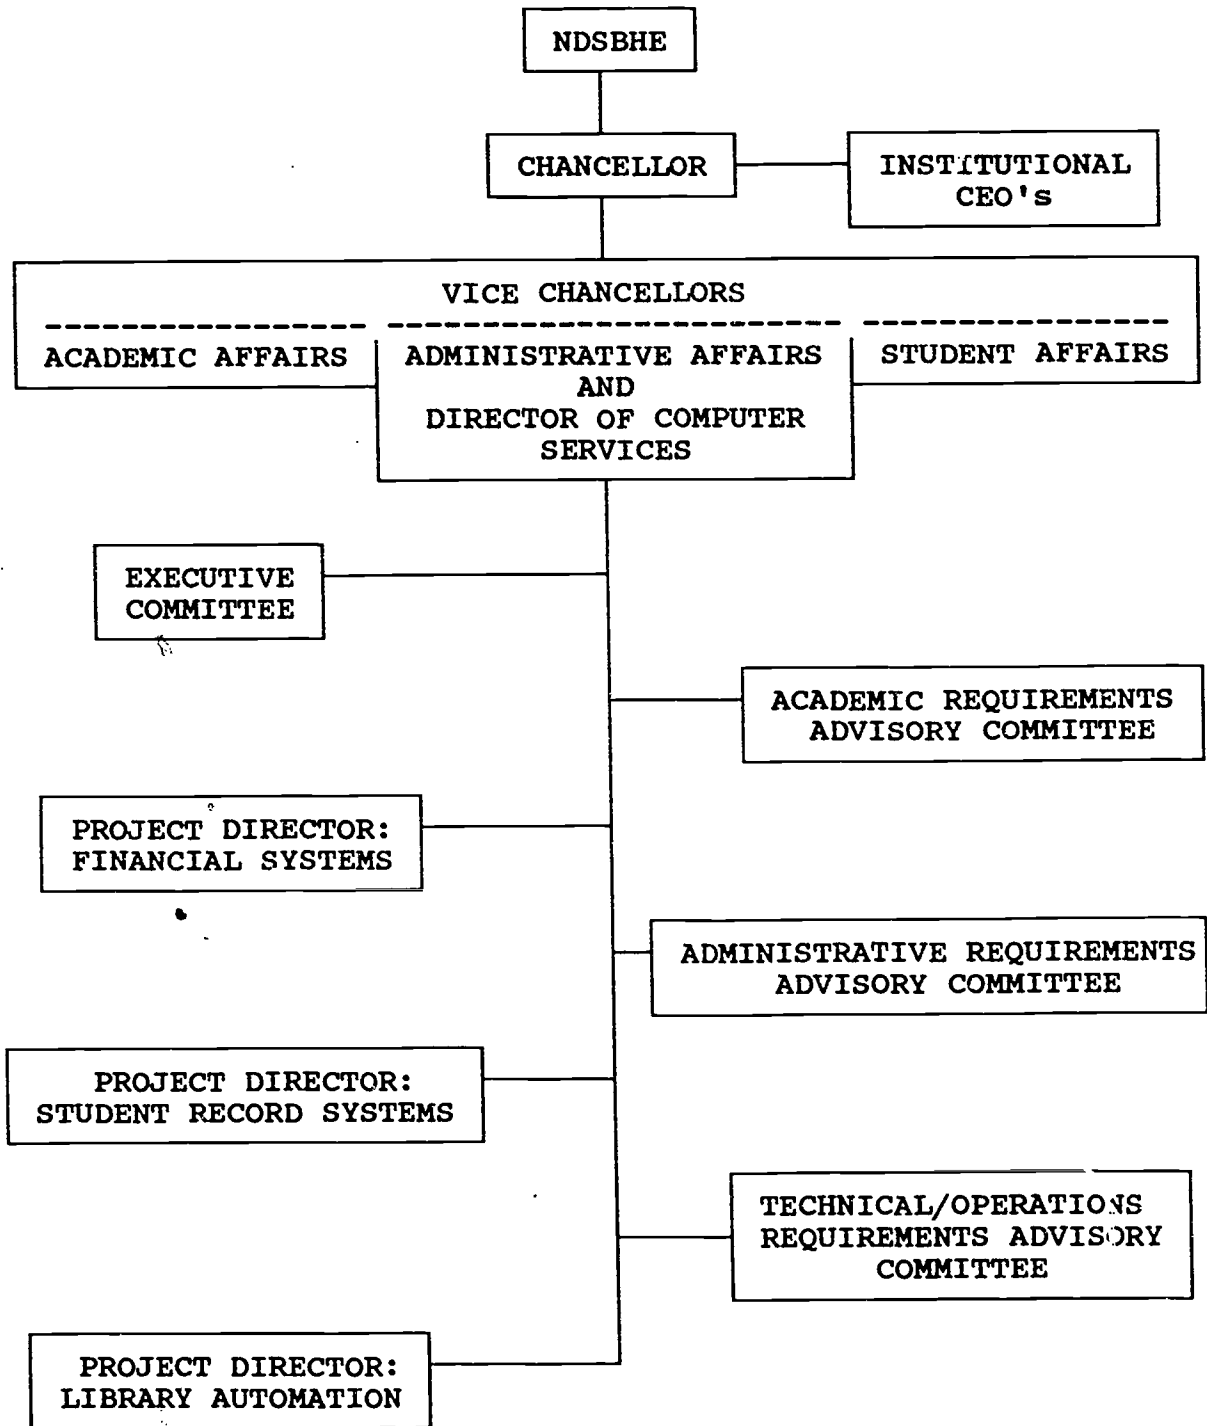 NDSBHE
CHANCELLOR
INSTITUTIONAL
CEO's
VICE CHANCELLORS
ACADEMIC AFFAIRS
ADMINISTRATIVE AFFAIRS
AND
DIRECTOR OF COMPUTER
SERVICES
STUDENT AFFAIRS
EXECUTIVE
COMMITTEE
ACADEMIC REQUIREMENTS
ADVISORY COMMITTEE
PROJECT DIRECTOR:
FINANCIAL SYSTEMS
ADMINISTRATIVE REQUIREMENTS
ADVISORY COMMITTEE
PROJECT DIRECTOR:
STUDENT RECORD SYSTEMS
TECHNICAL/OPERATIONS
REQUIREMENTS ADVISORY
COMMITTEE
PROJECT DIRECTOR:
LIBRARY AUTOMATION